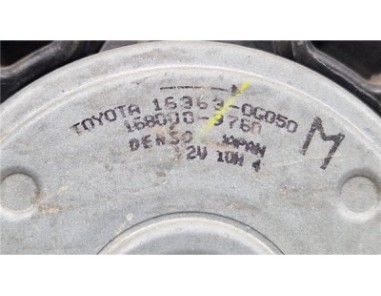 TOYOTA 16363-0G050
168000-9760
DENSO JAPAN
12V 10H 4
M